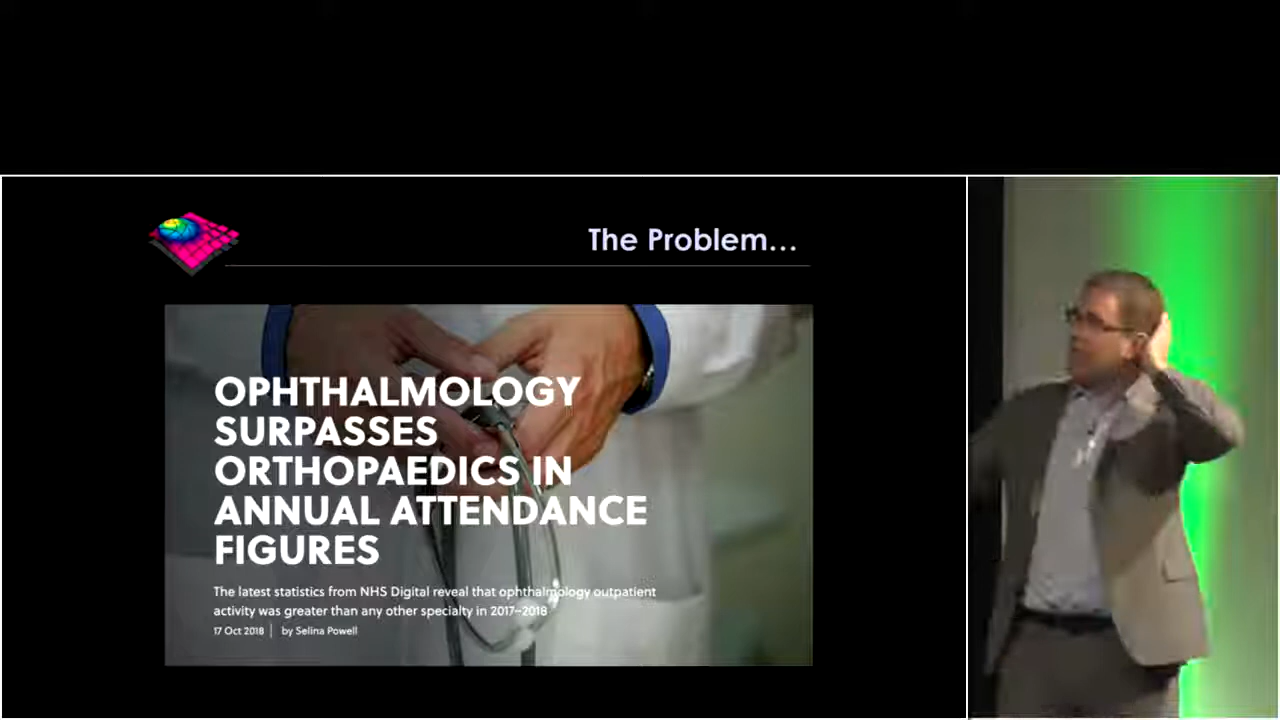 The Problem...
OPHTHALMOLOGY
SURPASSES
ORTHOPAEDICS IN
ANNUAL ATTENDANCE
FIGURES
The latest statistics from NHS Digital reveal that ophthalmology outpatient
activity was greater than any other specialty in 2017–2018
17 Oct 2018 | by Selina Powell